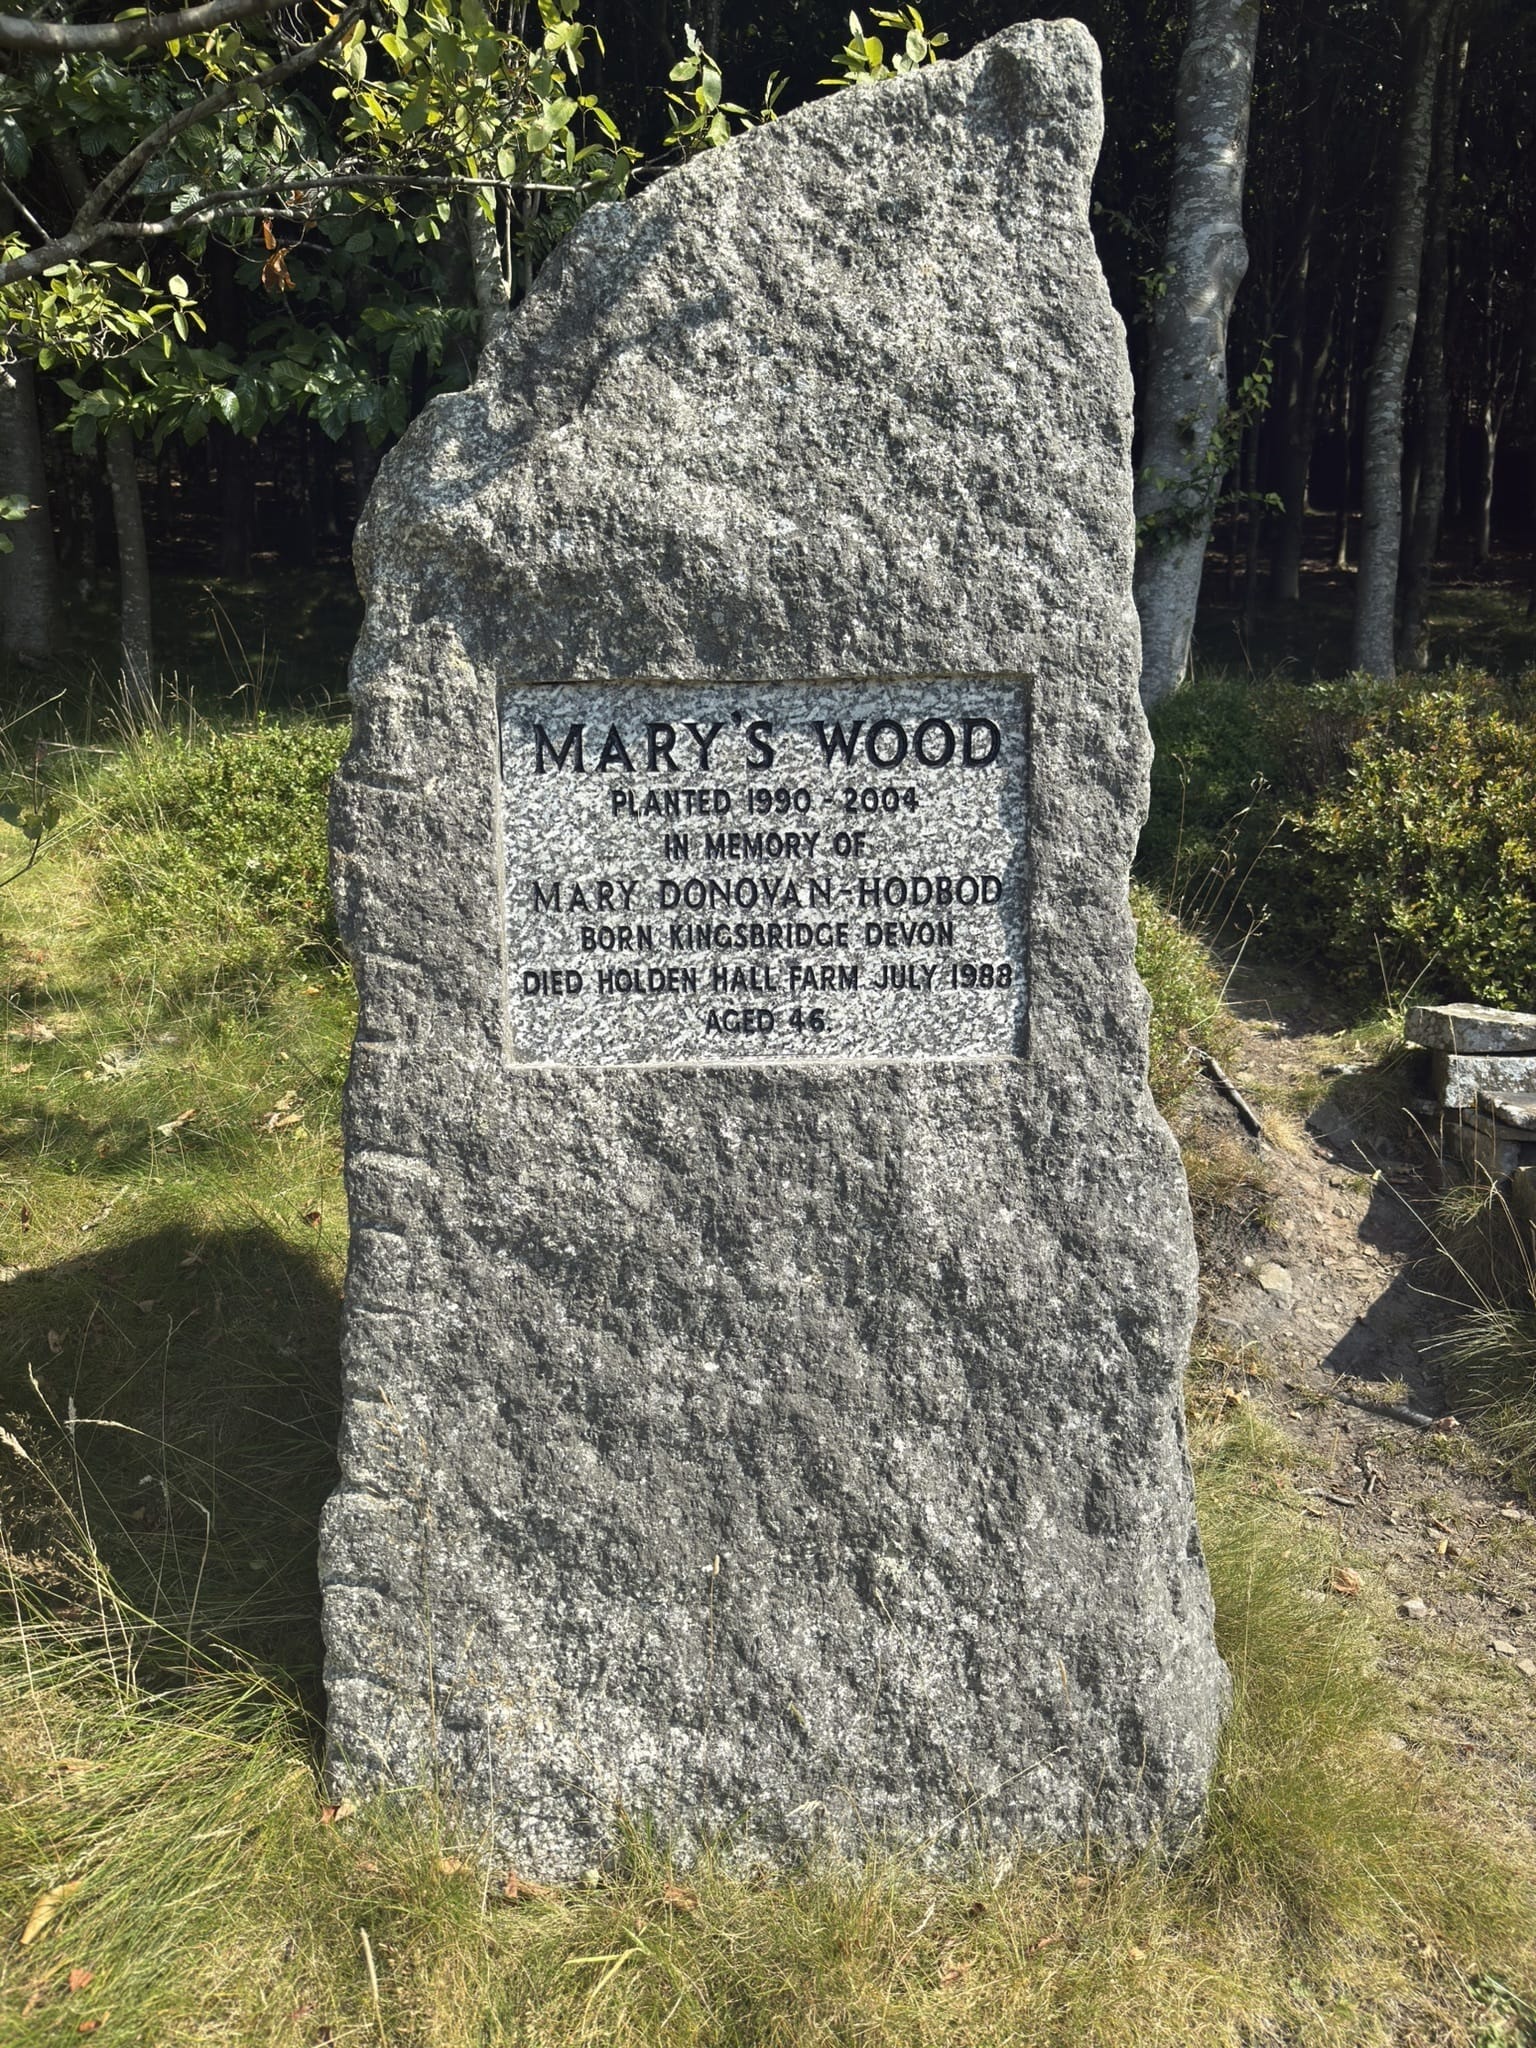 MARY'S WOOD
PLANTED 1990 - 2004
IN MEMORY OF
MARY DONOVAN-HODBOD
BORN KINGSBRIDGE DEVON
DIED HOLDEN HALL FARM JULY 1988
AGED 46.